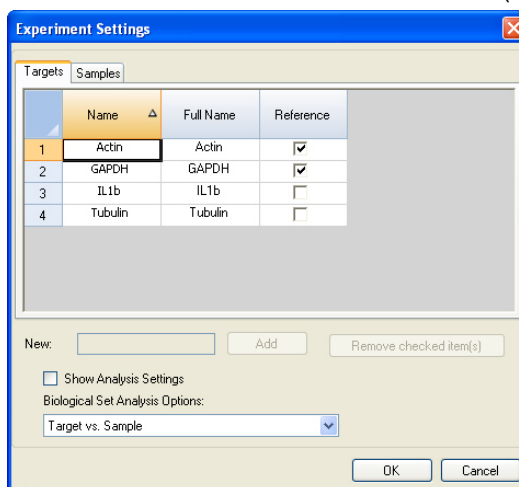 Experiment Settings
Targets Samples
Name Full Name Reference
1 Actin Actin
2 GAPDH GAPDH
3 IL1b IL1b
4 Tubulin Tubulin
New: Add Remove checked item(s)
Show Analysis Settings
Biological Set Analysis Options:
Target vs. Sample
OK Cancel